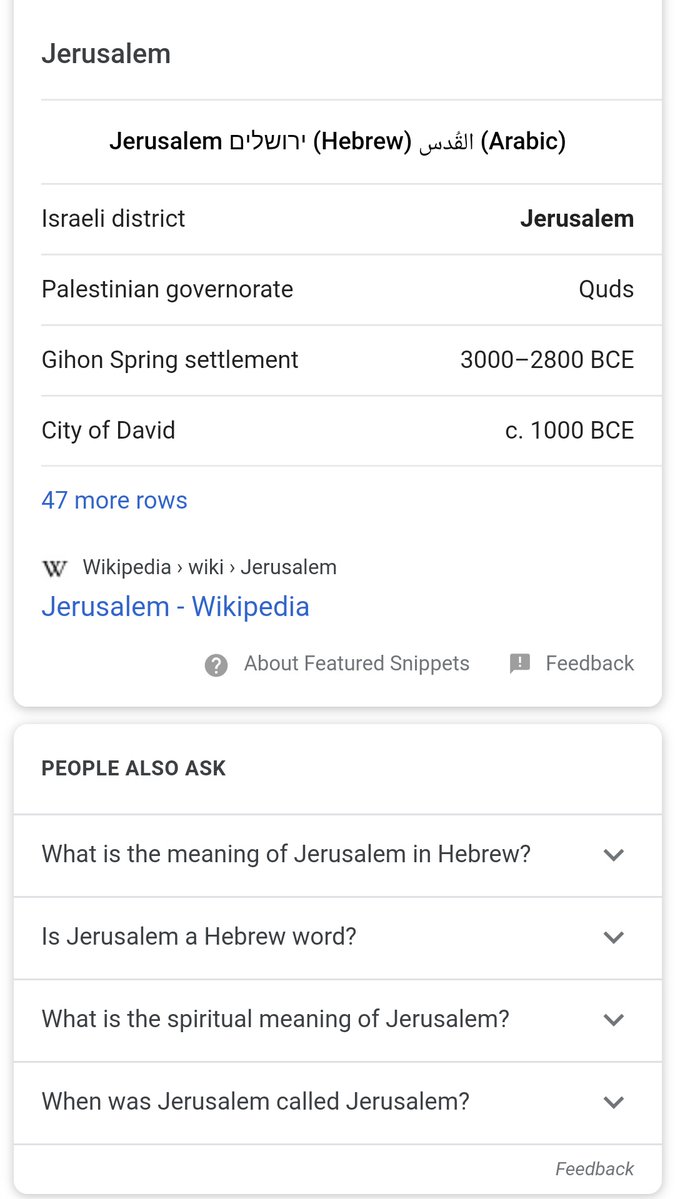 Jerusalem
Jerusalem ירושלים (Hebrew) القُدس (Arabic)
Israeli district Jerusalem
Palestinian governorate Quds
Gihon Spring settlement 3000–2800 BCE
City of David c. 1000 BCE
47 more rows
W Wikipedia › wiki › Jerusalem
Jerusalem - Wikipedia
About Featured Snippets Feedback
PEOPLE ALSO ASK
What is the meaning of Jerusalem in Hebrew?
Is Jerusalem a Hebrew word?
What is the spiritual meaning of Jerusalem?
When was Jerusalem called Jerusalem?
Feedback